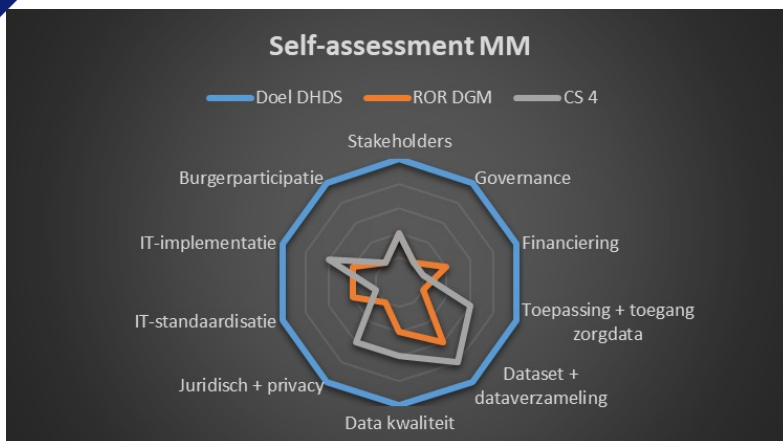 Self-assessment MM
Doel DHDS ROR DGM CS 4
Stakeholders
Burgerparticipatie Governance
IT-implementatie Financiering
IT-standaardisatie Toepassing + toegang
zorgdata
Juridisch + privacy Dataset +
dataverzameling
Data kwaliteit